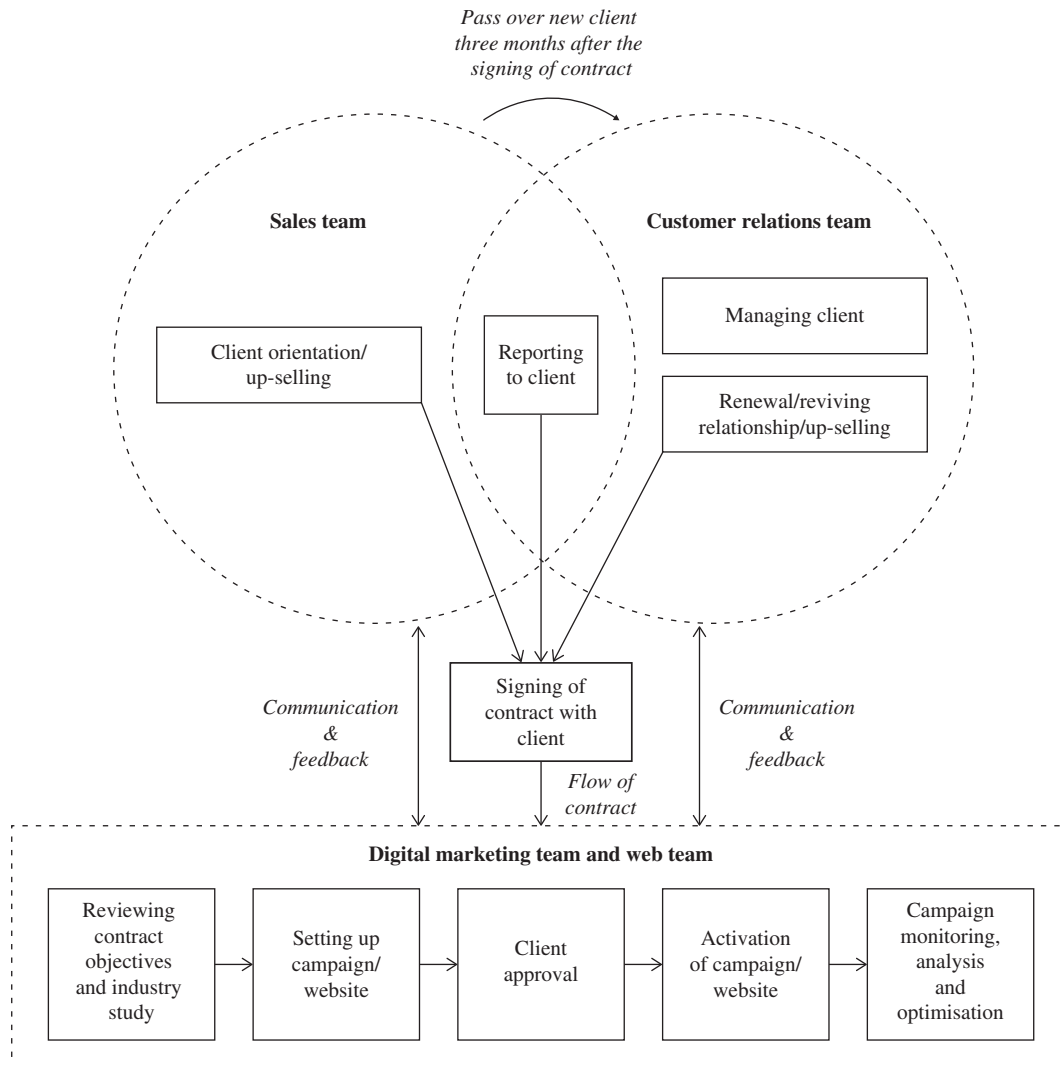 Pass over new client
three months after the
signing of contract
Sales team
Customer relations team
Client orientation/
up-selling
Reporting
to client
Managing client
Renewal/reviving
relationship/up-selling
Signing of
contract with
client
Communication
&
feedback
Communication
&
feedback
Flow of
contract
Digital marketing team and web team
Reviewing
contract
objectives
and industry
study
Setting up
campaign/
website
Client
approval
Activation
of campaign/
website
Campaign
monitoring,
analysis
and
optimisation